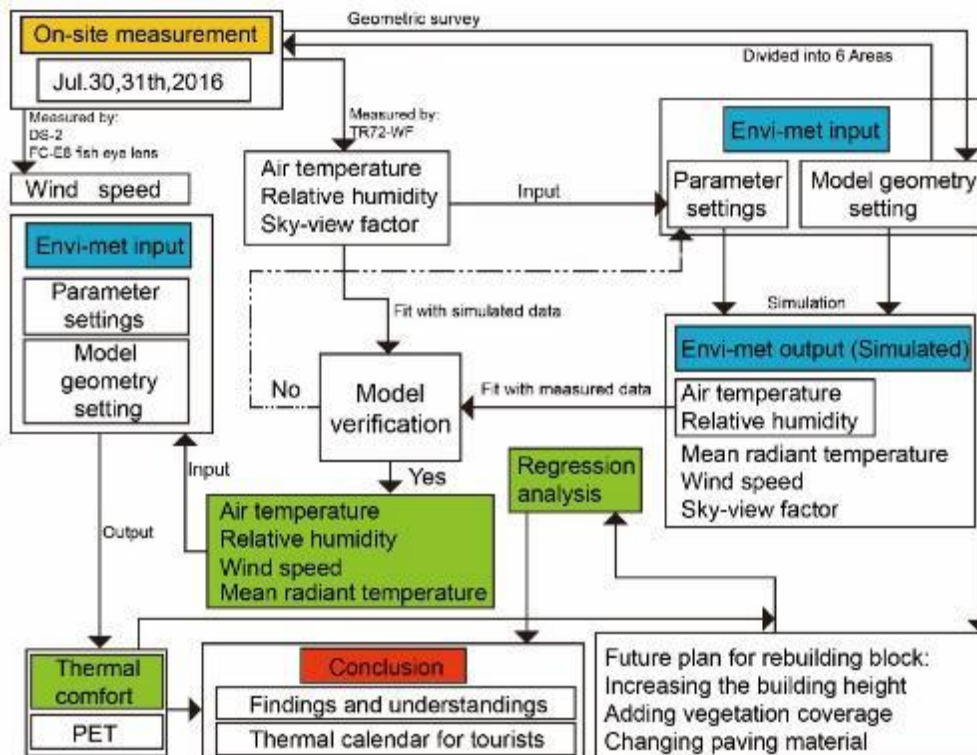 Geometric survey
On-site measurement
Divided into 6 Areas
Jul.30,31th,2016
Measured by:
DS-2
FC-E8 fish eye lens
Measured by:
TR72-WF
Envi-met input
Wind speed
Air temperature
Relative humidity
Sky-view factor
Input
Parameter
settings
Model geometry
setting
Envi-met input
Parameter
settings
Model
geometry
setting
Fit with simulated data
Simulation
Envi-met output (Simulated)
Air temperature
Relative humidity
Mean radiant temperature
Wind speed
Sky-view factor
No
Model
verification
Fit with measured data
Yes
Input
Output
Regression
analysis
Air temperature
Relative humidity
Wind speed
Mean radiant temperature
Thermal
comfort
PET
Conclusion
Findings and understandings
Thermal calendar for tourists
Future plan for rebuilding block:
Increasing the building height
Adding vegetation coverage
Changing paving material